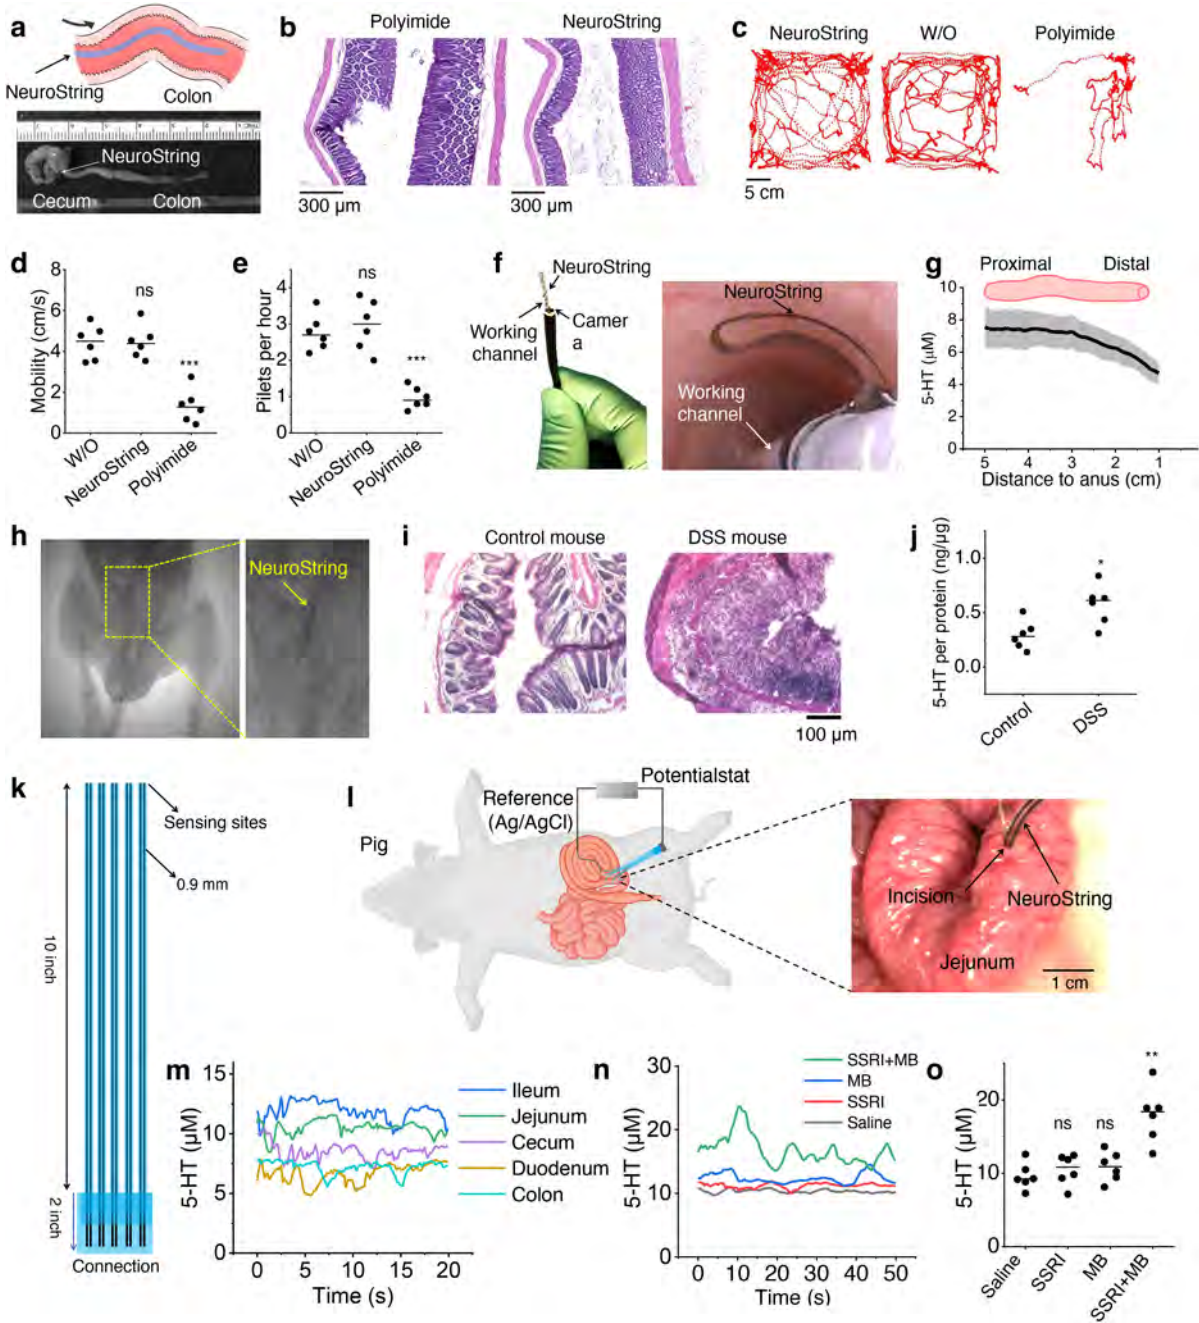 a
NeuroString
Colon
NeuroString
Cecum
Colon
b
Polyimide
NeuroString
300 µm
300 µm
c
NeuroString
W/O
Polyimide
5 cm
d
Mobility (cm/s)
8
6
4
2
0
ns
***
W/O
NeuroString
Polyimide
e
Pilets per hour
4
3
2
1
0
ns
***
W/O
NeuroString
Polyimide
f
NeuroString
Working
channel
Camer
a
NeuroString
Working
channel
g
Proximal
Distal
5-HT (µM)
10
8
6
4
2
0
5
4
3
2
1
Distance to anus (cm)
h
NeuroString
i
Control mouse
DSS mouse
100 µm
j
5-HT per protein (ng/µg)
1.0
0.5
0.0
*
Control
DSS
k
Sensing sites
0.9 mm
10 inch
2 inch
Connection
l
Pig
Reference
(Ag/AgCl)
Potentialstat
Incision
NeuroString
Jejunum
1 cm
m
5-HT (µM)
15
10
5
0
0
5
10
15
20
Time (s)
Ileum
Jejunum
Cecum
Duodenum
Colon
n
5-HT (µM)
30
20
10
0
0
10
20
30
40
50
Time (s)
SSRI+MB
MB
SSRI
Saline
o
5-HT (µM)
20
10
0
ns
ns
**
Saline
SSRI
MB
SSRI+MB